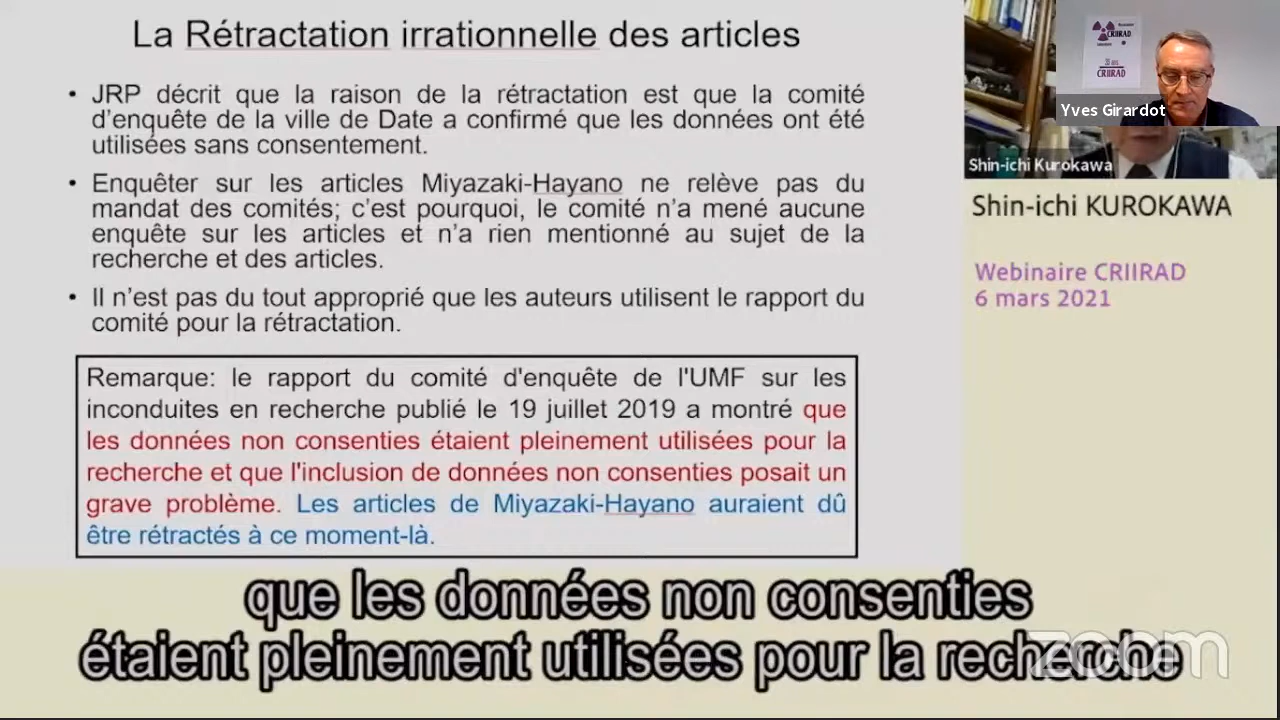 La Rétractation irrationnelle des articles
• JRP décrit que la raison de la rétractation est que la comité
d’enquête de la ville de Date a confirmé que les données ont été
utilisées sans consentement.
• Enquêter sur les articles Miyazaki-Hayano ne relève pas du
mandat des comités; c’est pourquoi, le comité n’a mené aucune
enquête sur les articles et n’a rien mentionné au sujet de la
recherche et des articles.
• Il n’est pas du tout approprié que les auteurs utilisent le rapport du
comité pour la rétractation.
Remarque: le rapport du comité d'enquête de l'UMF sur les
inconduites en recherche publié le 19 juillet 2019 a montré que
les données non consenties étaient pleinement utilisées pour la
recherche et que l'inclusion de données non consenties posait un
grave problème. Les articles de Miyazaki-Hayano auraient dû
être rétractés à ce moment-là.
CRIIRAD
CRIIRAD
Yves Girardot
Shin-ichi Kurokawa
Shin-ichi KUROKAWA
Webinaire CRIIRAD
6 mars 2021
que les données non consenties
étaient pleinement utilisées pour la recherche
zoom